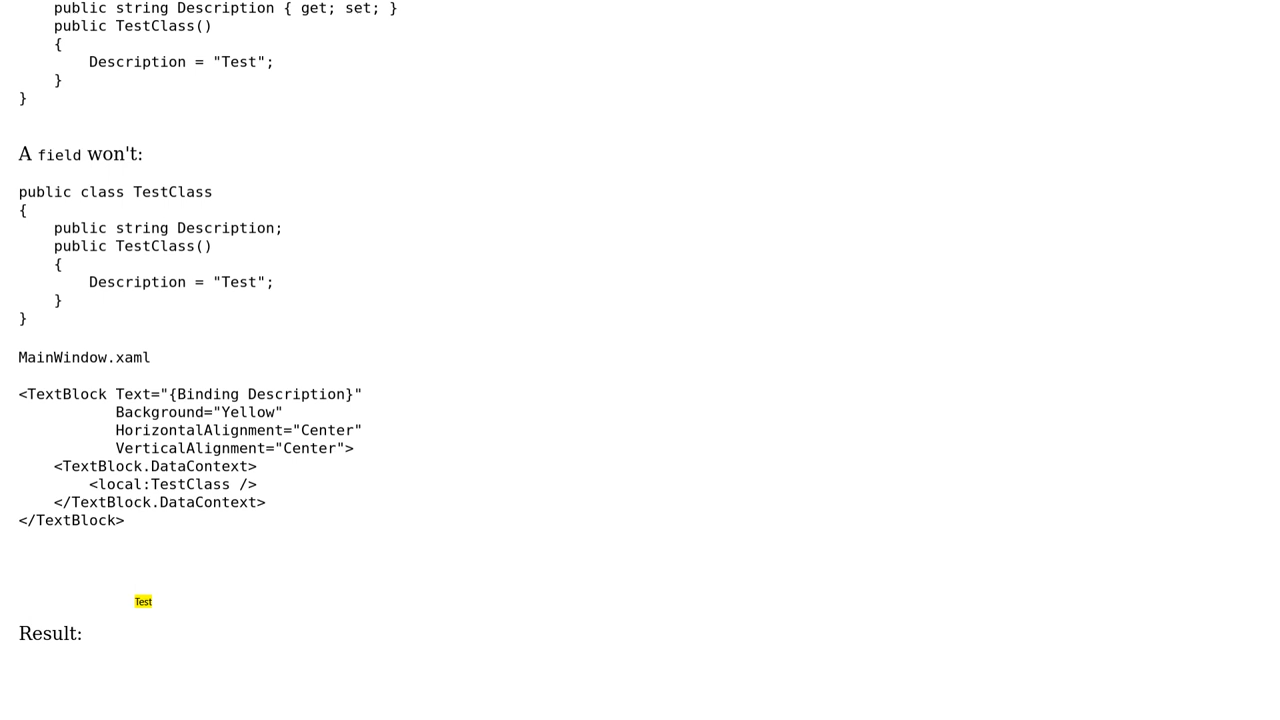 public string Description { get; set; }
    public TestClass()
    {
        Description = "Test";
    }
}
A field won't:
public class TestClass
{
    public string Description;
    public TestClass()
    {
        Description = "Test";
    }
}
MainWindow.xaml
<TextBlock Text="{Binding Description}"
           Background="Yellow"
           HorizontalAlignment="Center"
           VerticalAlignment="Center">
    <TextBlock.DataContext>
        <local:TestClass />
    </TextBlock.DataContext>
</TextBlock>
Test
Result: